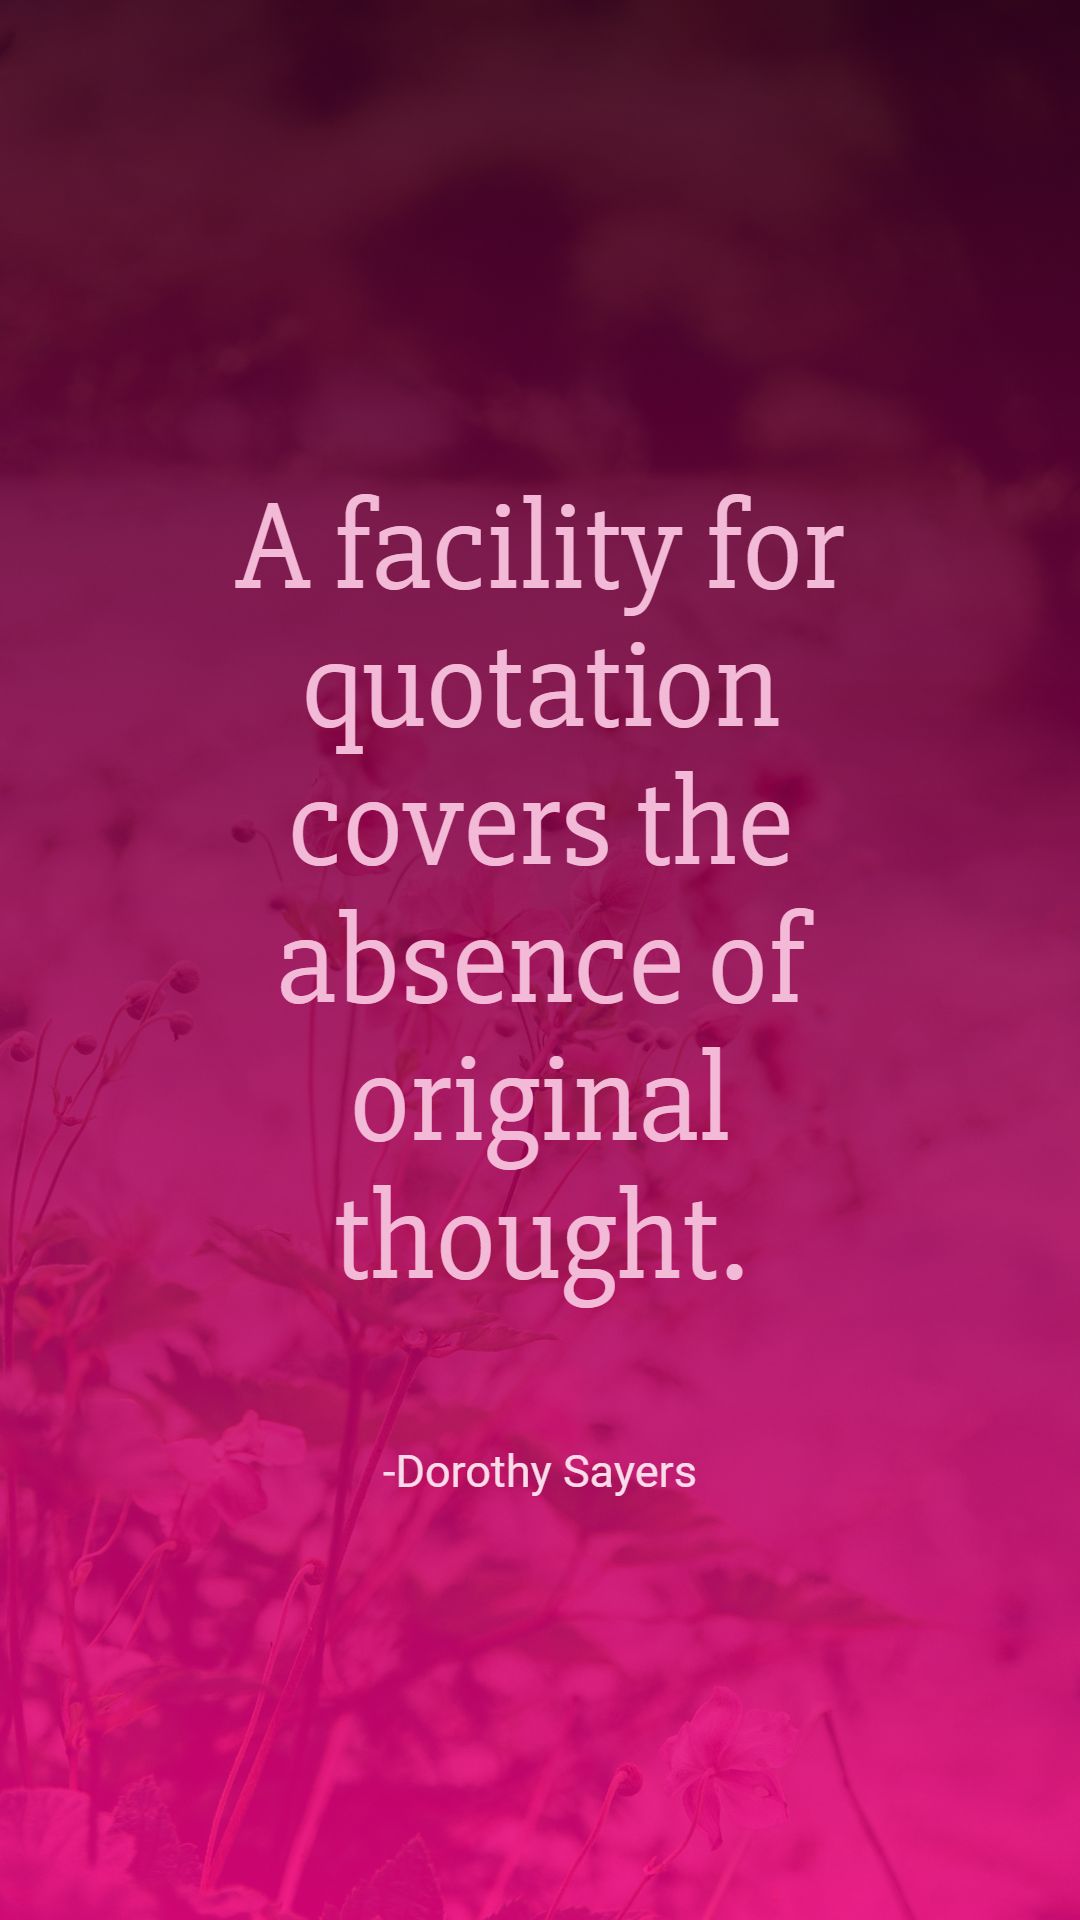 A facility for
quotation
covers the
absence of
original
thought.
-Dorothy Sayers